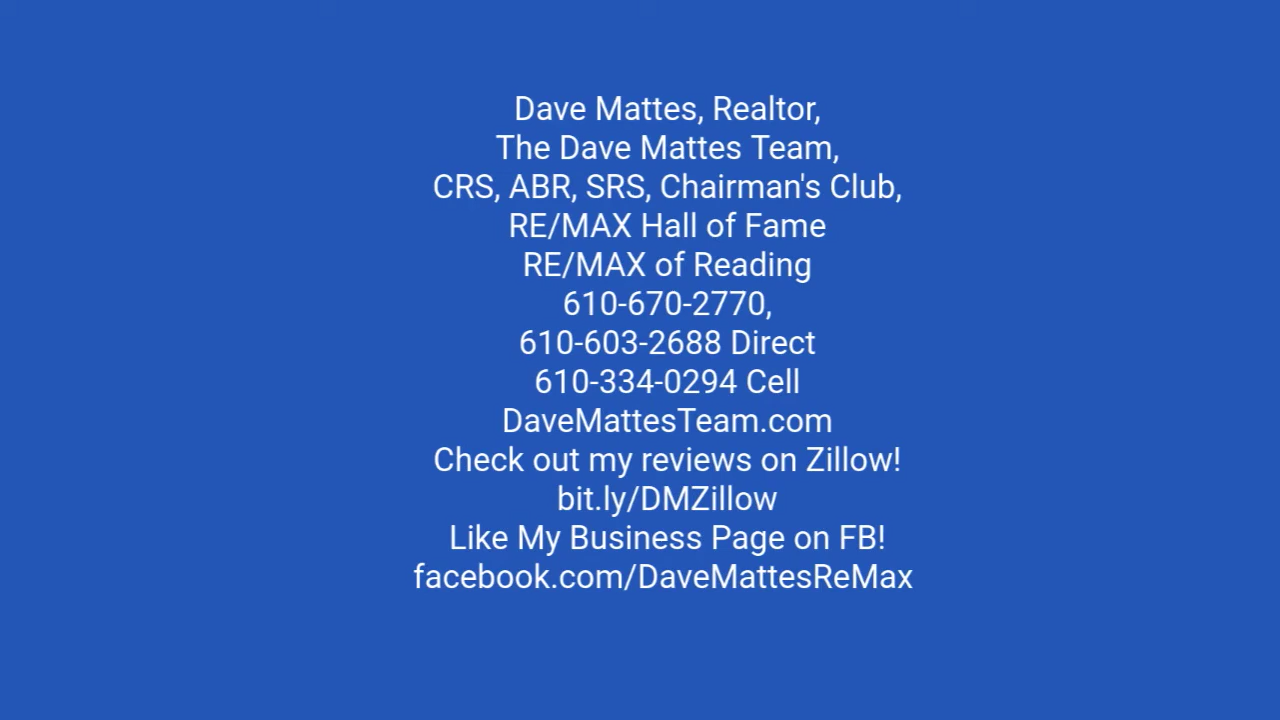 Dave Mattes, Realtor,
The Dave Mattes Team,
CRS, ABR, SRS, Chairman's Club,
RE/MAX Hall of Fame
RE/MAX of Reading
610-670-2770,
610-603-2688 Direct
610-334-0294 Cell
DaveMattesTeam.com
Check out my reviews on Zillow!
bit.ly/DMZillow
Like My Business Page on FB!
facebook.com/DaveMattesReMax